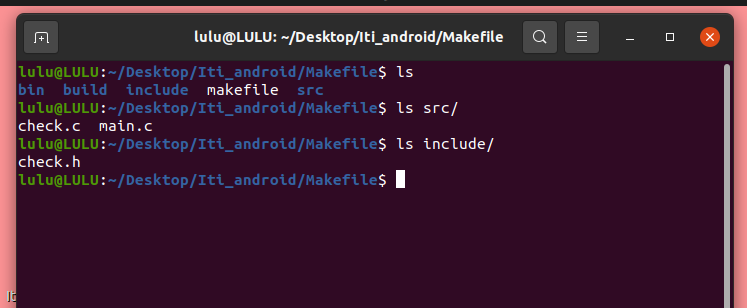 lulu@LULU: ~/Desktop/Iti_android/Makefile
lulu@LULU:~/Desktop/Iti_android/Makefile$ ls
bin build include makefile src
lulu@LULU:~/Desktop/Iti_android/Makefile$ ls src/
check.c main.c
lulu@LULU:~/Desktop/Iti_android/Makefile$ ls include/
check.h
lulu@LULU:~/Desktop/Iti_android/Makefile$